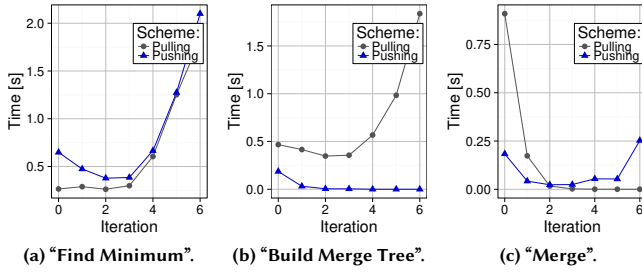 Time [s]
2.0
1.5
1.0
0.5
Scheme:
Pulling
Pushing
0 2 4 6
Iteration
(a) “Find Minimum”.
Time [s]
1.5
1.0
0.5
0.0
Scheme:
Pulling
Pushing
0 2 4 6
Iteration
(b) “Build Merge Tree”.
Time [s]
0.75
0.50
0.25
0.00
Scheme:
Pulling
Pushing
0 2 4 6
Iteration
(c) “Merge”.